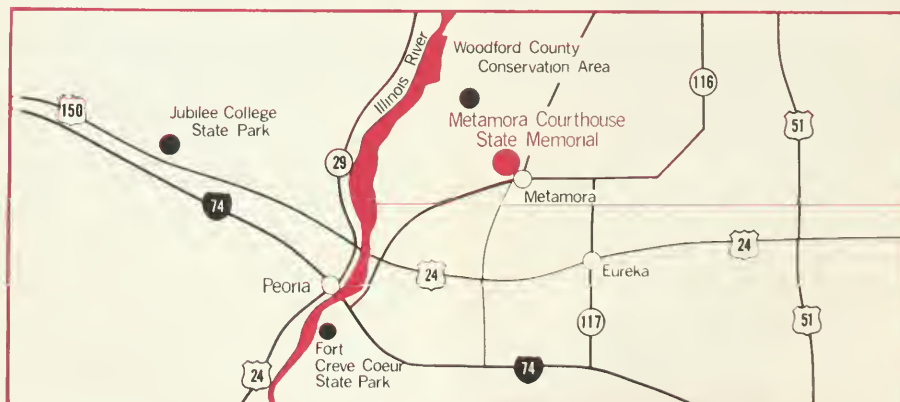 Woodford County
Conservation Area
Illinois River
116
150
Jubilee College
State Park
Metamora Courthouse
State Memorial
51
29
Metamora
74
24
24
Eureka
Peoria
117
51
Fort
Creve Coeur
State Park
24
74